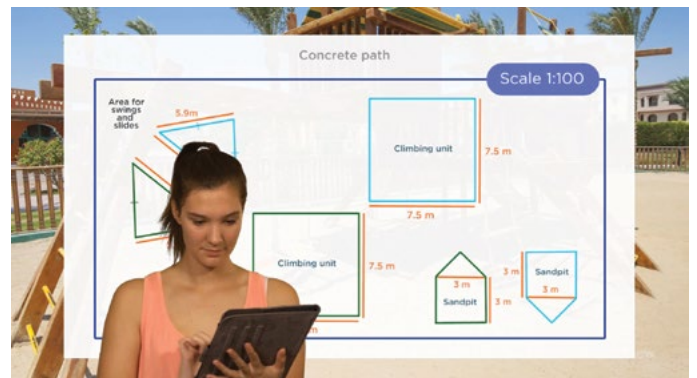 Concrete path
Scale 1:100
Area for
swings
and
slides
5.9m
Climbing unit
7.5 m
7.5 m
Climbing unit
7.5 m
m
3 m
Sandpit
3 m
3 m
Sandpit
3 m